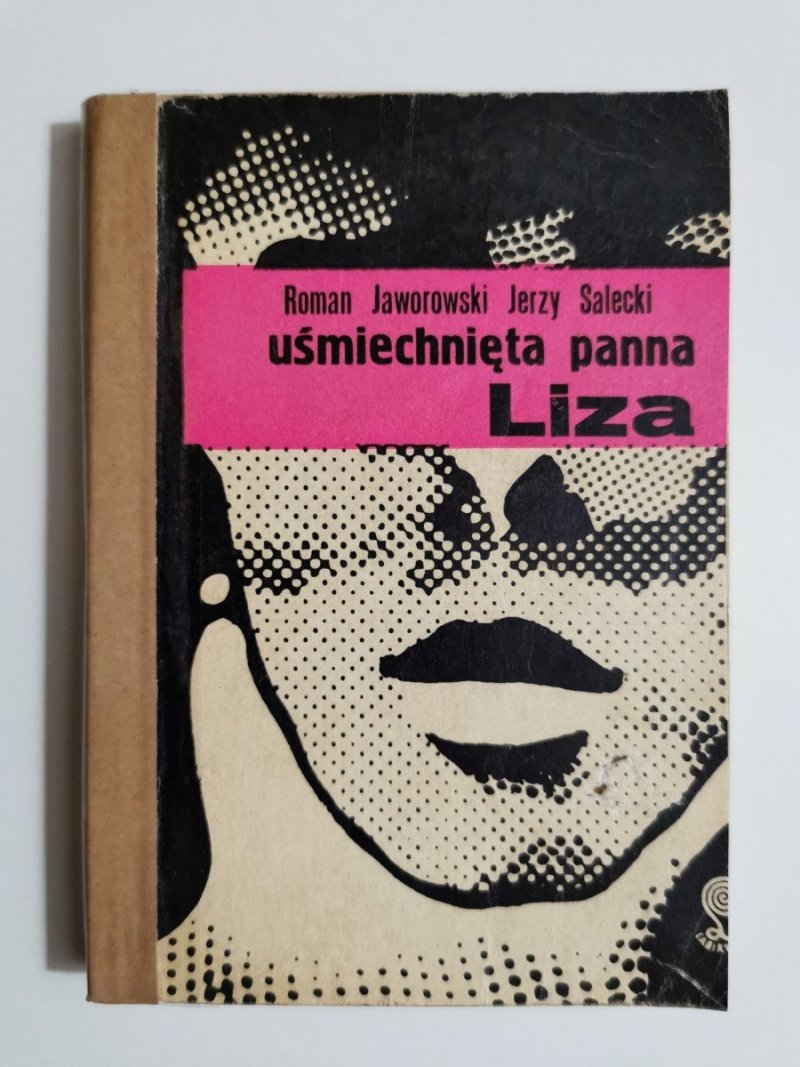 Roman Jaworowski Jerzy Salecki
uśmiechnięta panna
Liza